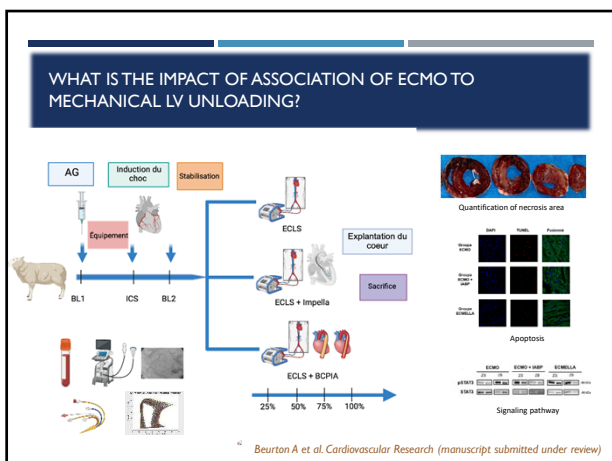 WHAT IS THE IMPACT OF ASSOCIATION OF ECMO TO
MECHANICAL LV UNLOADING?
AG
Induction du
choc
Stabilisation
Équipement
BL1
ICS
BL2
ECLS
ECLS + Impella
ECLS + BCPIA
Explantation du
coeur
Sacrifice
25%
50%
75%
100%
Quantification of necrosis area
DAPI
TUNEL
Fusionné
Groupe
ECMO
Groupe
ECMO +
IABP
Groupe
ECMELLA
Apoptosis
ECMO
ECMO + IABP
ECMELLA
pSTAT3
STAT3
Signaling pathway
Beurton A et al. Cardiovascular Research (manuscript submitted under review)